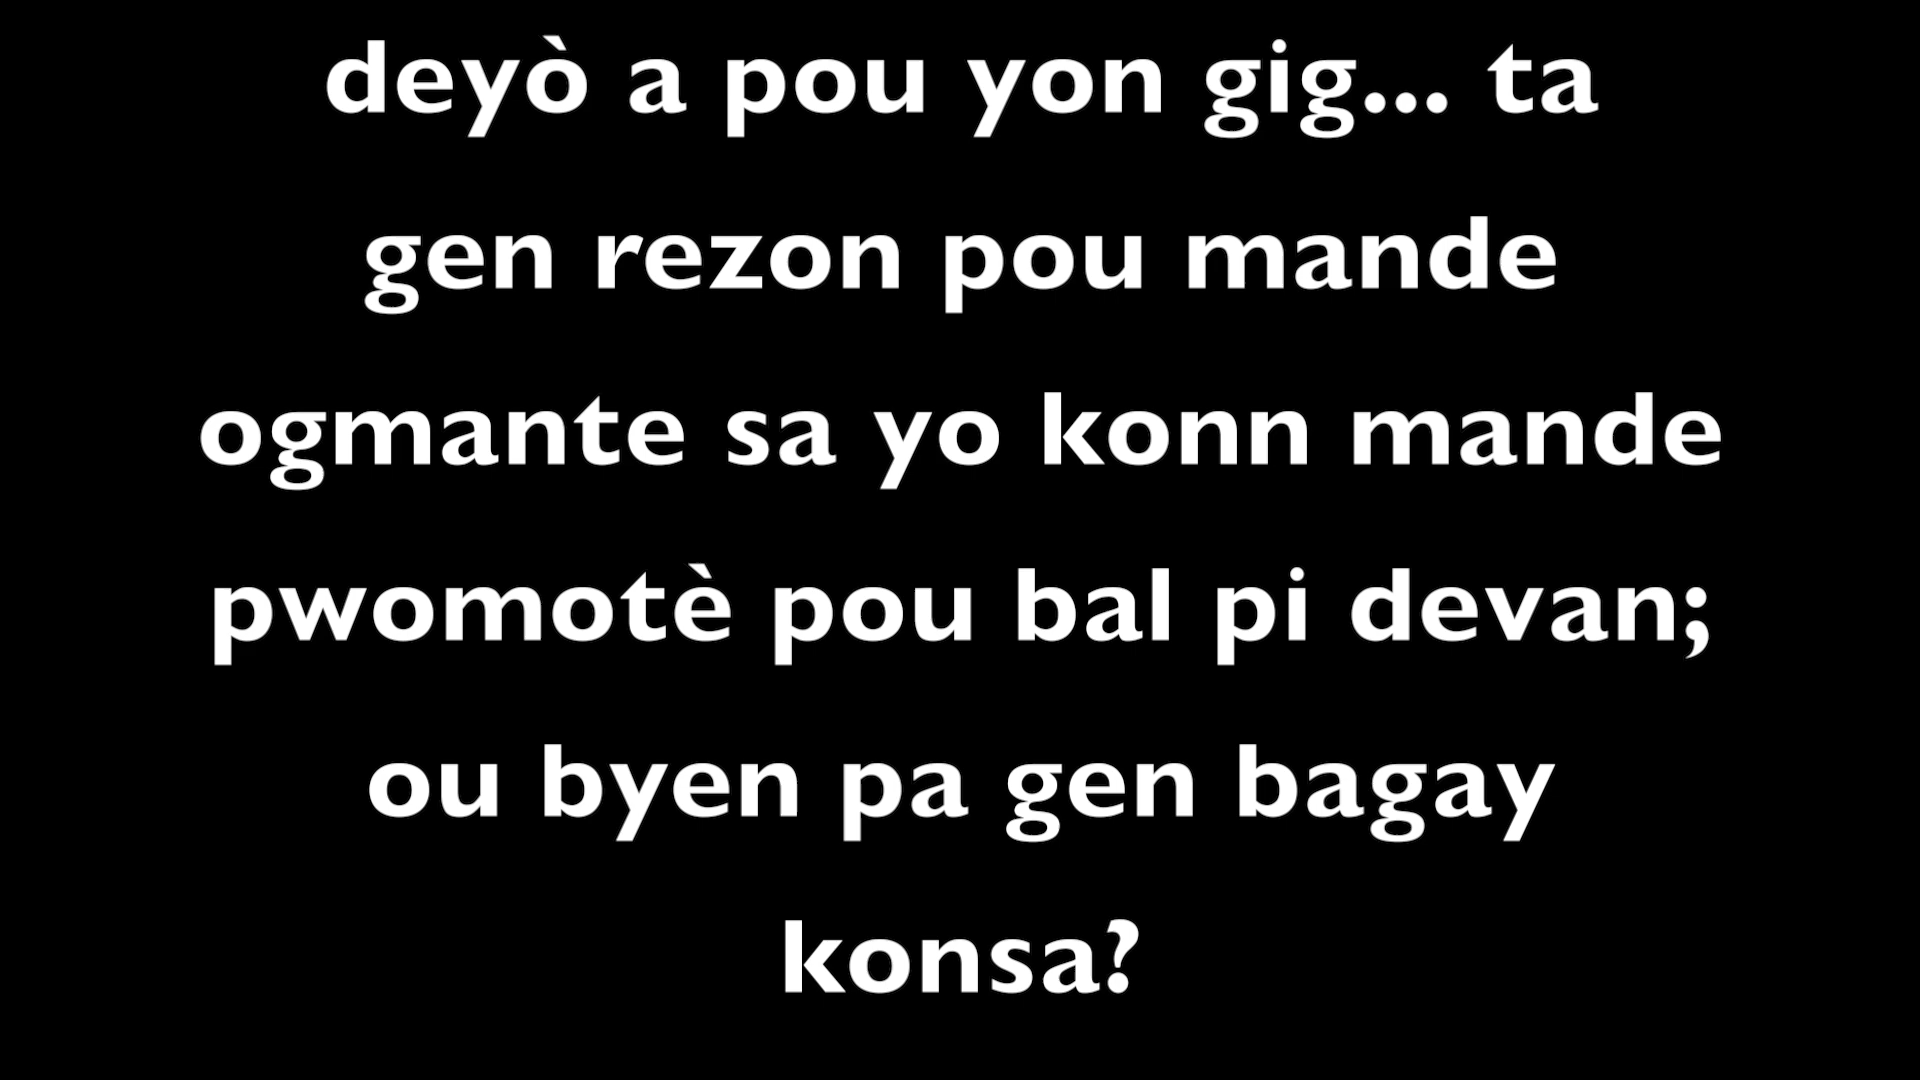 deyò a pou yon gig... ta
gen rezon pou mande
ogmante sa yo konn mande
pwomotè pou bal pi devan;
ou byen pa gen bagay
konsa?